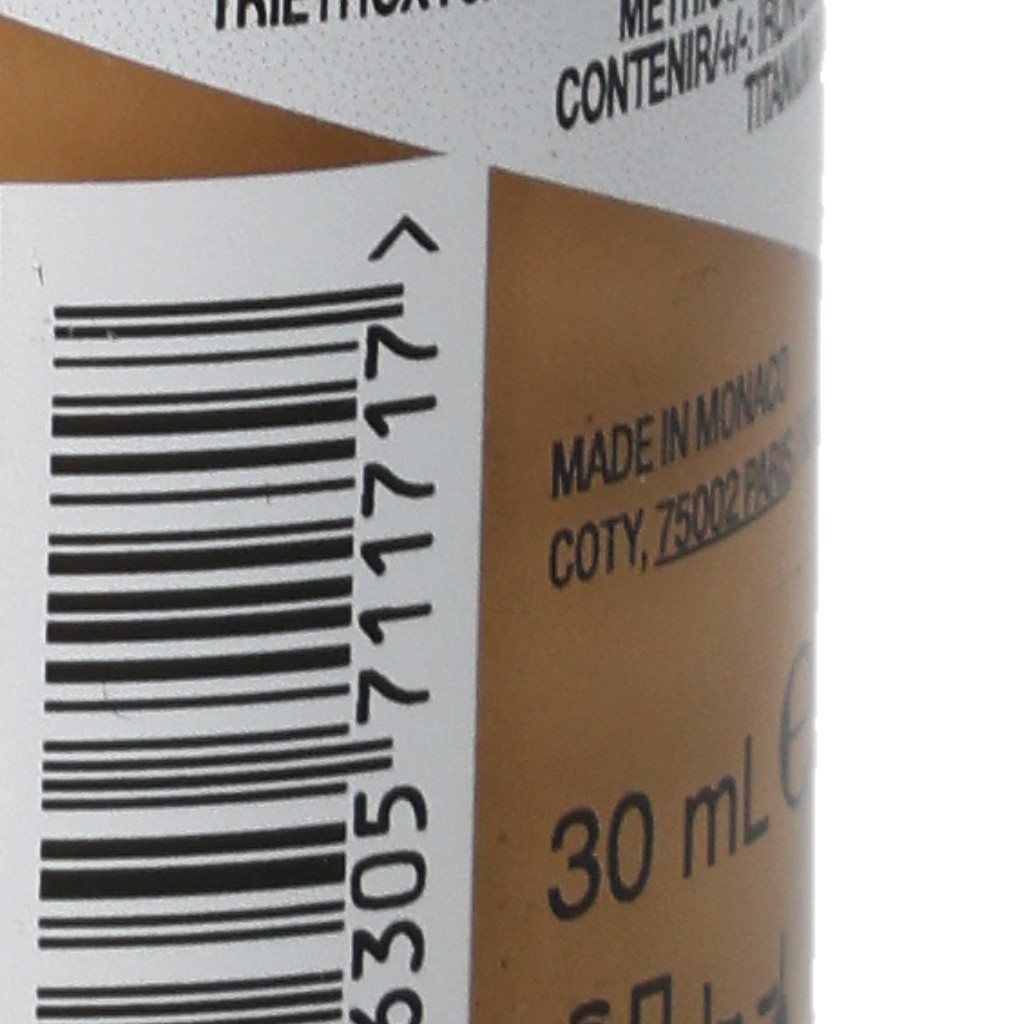 CONTENIR/+/-:
MADE IN MONACO
COTY, 75002 PARIS
30 mL e
6305 711717 >